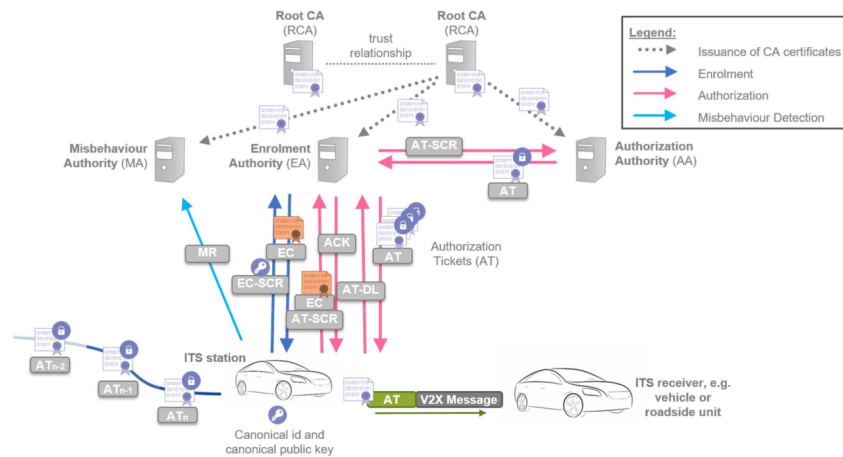 Root CA
(RCA)
Root CA
(RCA)
trust
relationship
Legend:
Issuance of CA certificates
Enrolment
Authorization
Misbehaviour Detection
Misbehaviour
Authority (MA)
Enrolment
Authority (EA)
AT-SCR
AT
Authorization
Authority (AA)
MR
EC
EC-SCR
ACK
EC
AT-SCR
AT-DL
AT
Authorization
Tickets (AT)
ATn-2
ATn-1
ATn
ITS station
Canonical id and
canonical public key
AT
V2X Message
ITS receiver, e.g.
vehicle or
roadside unit